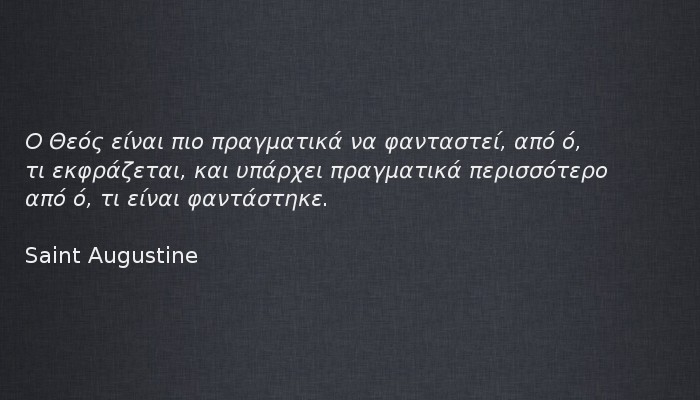 Ο Θεός είναι πιο πραγματικά να φανταστεί, από ό,
τι εκφράζεται, και υπάρχει πραγματικά περισσότερο
από ό, τι είναι φαντάστηκε.
Saint Augustine